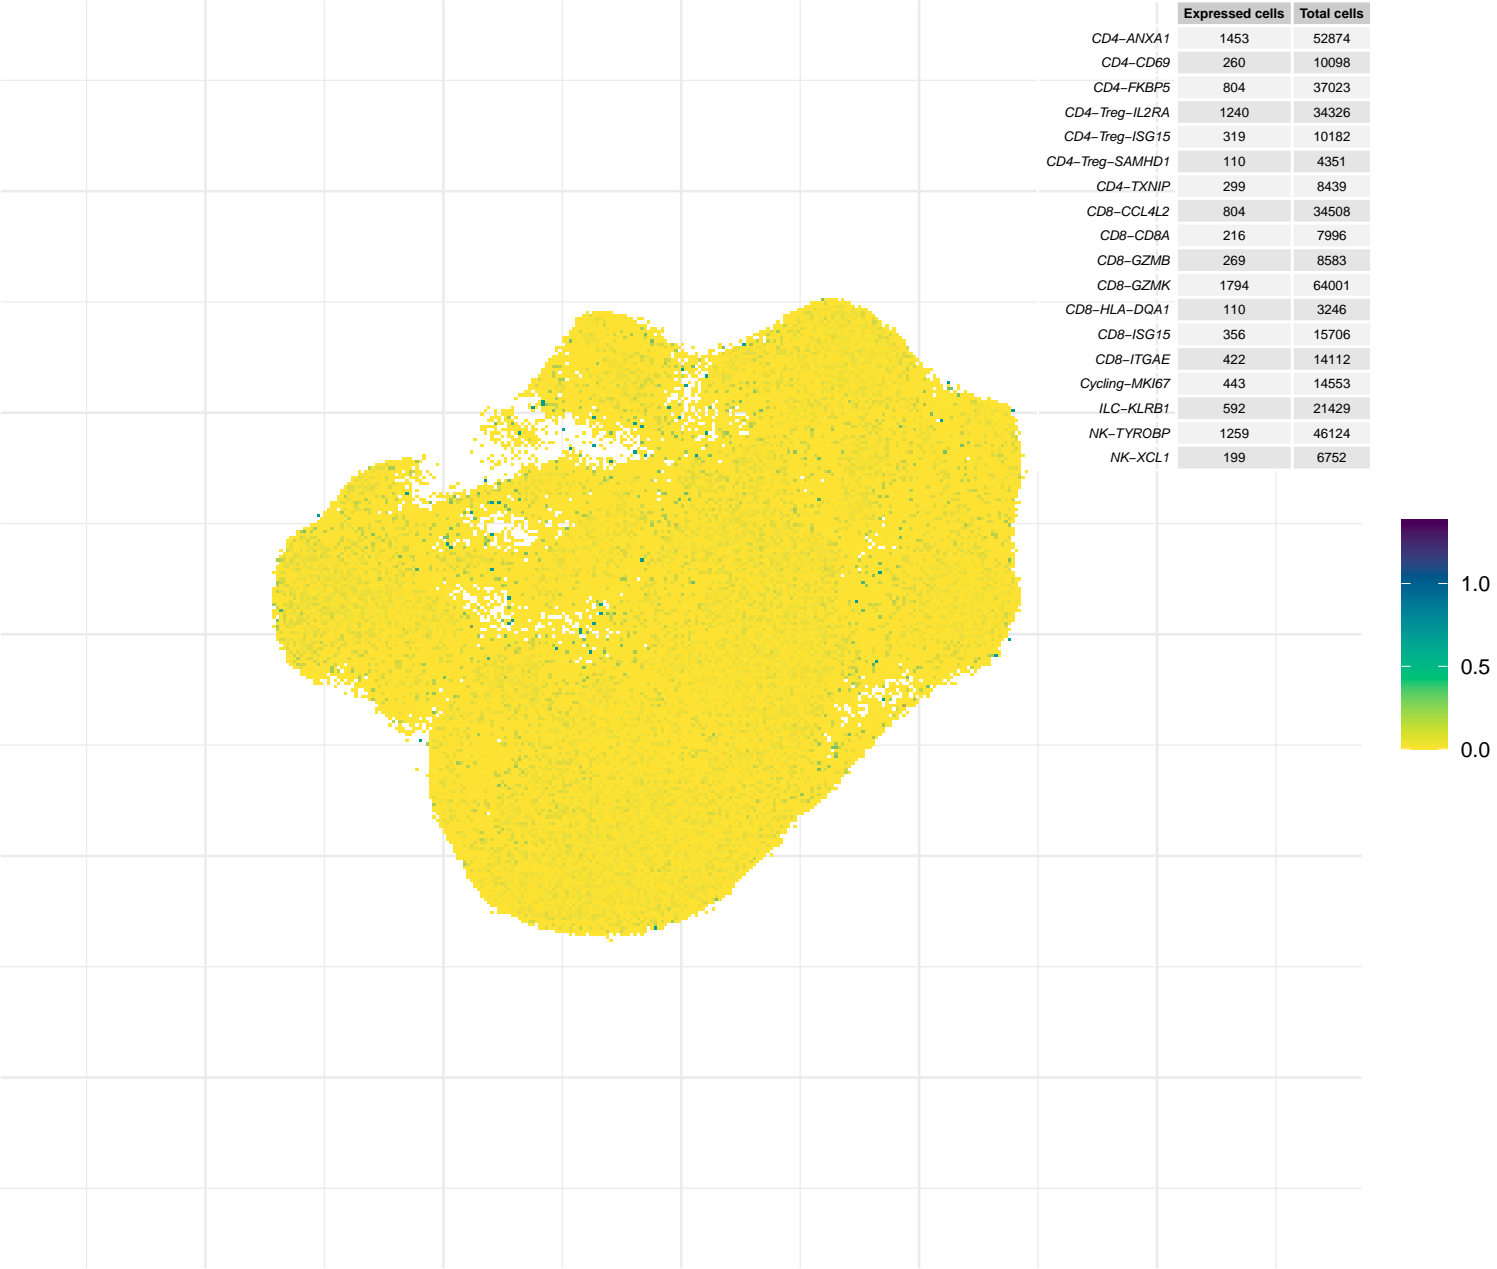 Expressed cells Total cells
CD4−ANXA1 1453 52874
CD4−CD69 260 10098
CD4−FKBP5 804 37023
CD4−Treg−IL2RA 1240 34326
CD4−Treg−ISG15 319 10182
CD4−Treg−SAMHD1 110 4351
CD4−TXNIP 299 8439
CD8−CCL4L2 804 34508
CD8−CD8A 216 7996
CD8−GZMB 269 8583
CD8−GZMK 1794 64001
CD8−HLA−DQA1 110 3246
CD8−ISG15 356 15706
CD8−ITGAE 422 14112
Cycling−MKI67 443 14553
ILC−KLRB1 592 21429
NK−TYROBP 1259 46124
NK−XCL1 199 6752
1.0
0.5
0.0